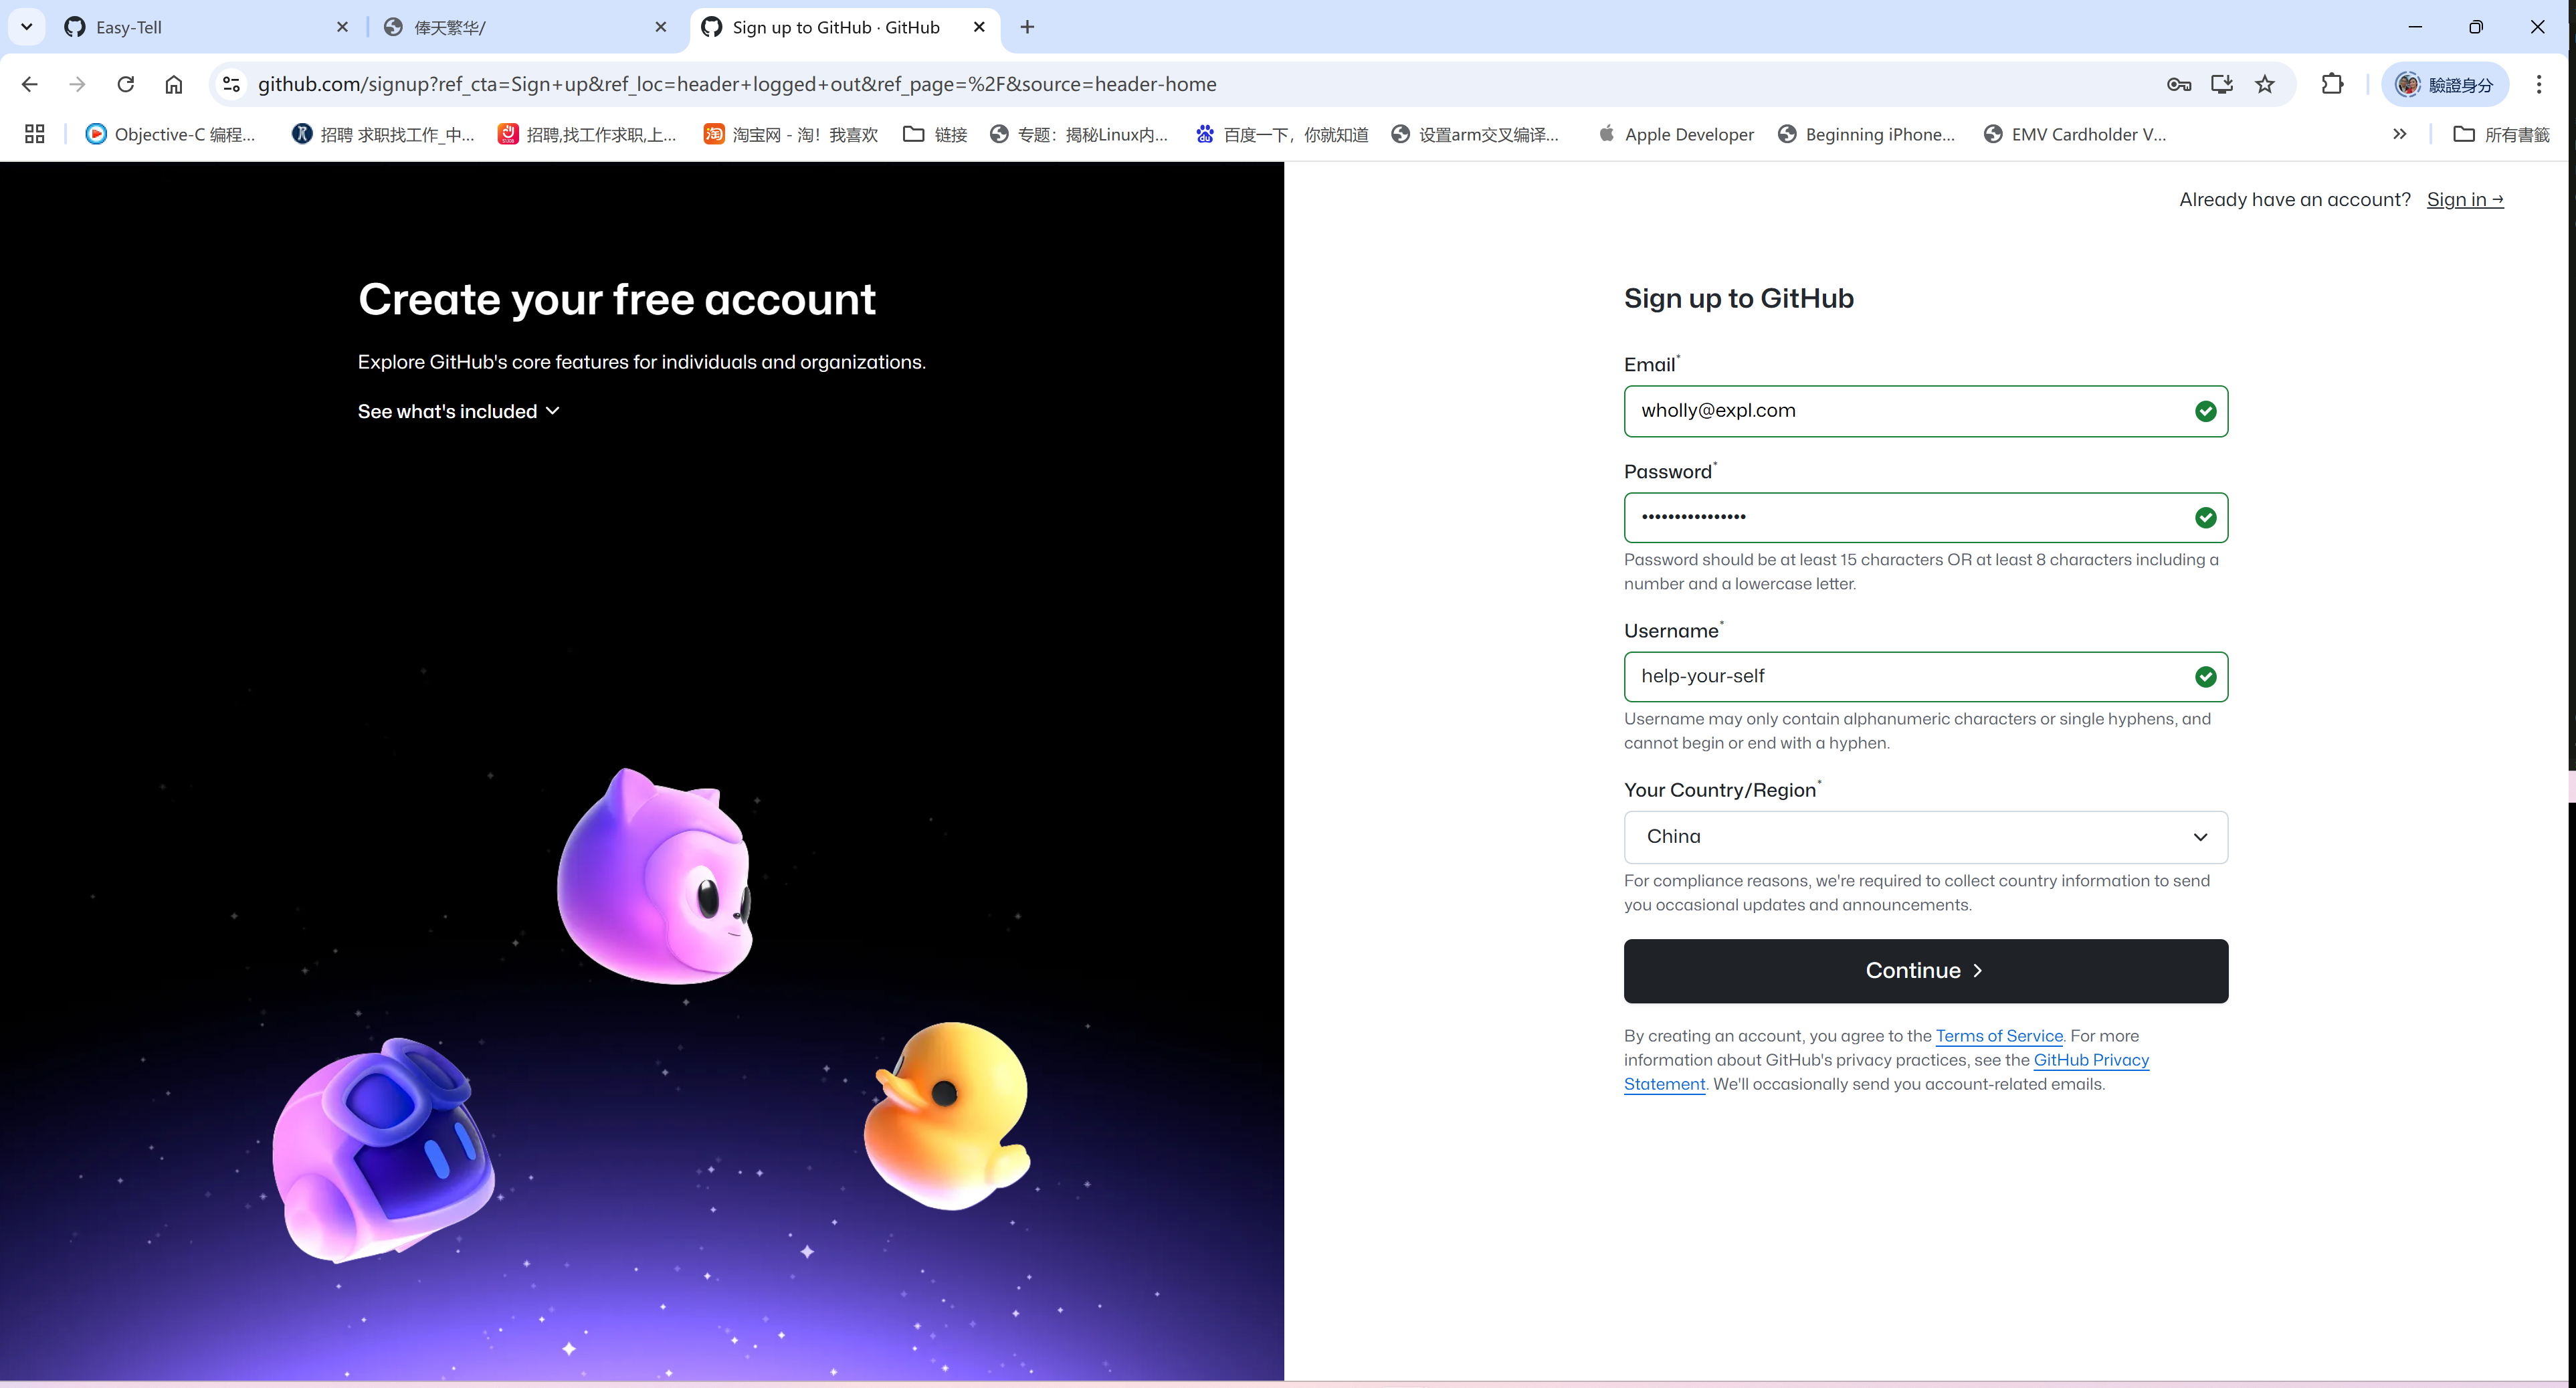 Easy-Tell
俸天繁华/
Sign up to GitHub · GitHub
github.com/signup?ref_cta=Sign+up&ref_loc=header+logged+out&ref_page=%2F&source=header-home
驗證身分
Objective-C 编程...
招聘 求职找工作_中...
招聘,找工作求职,上...
淘宝网 - 淘！我喜欢
链接
专题：揭秘Linux内...
百度一下，你就知道
设置arm交叉编译...
Apple Developer
Beginning iPhone...
EMV Cardholder V...
所有書籤
Create your free account
Explore GitHub's core features for individuals and organizations.
See what's included
Already have an account? Sign in →
Sign up to GitHub
Email*
wholly@expl.com
Password*
••••••••••••••••
Password should be at least 15 characters OR at least 8 characters including a
number and a lowercase letter.
Username*
help-your-self
Username may only contain alphanumeric characters or single hyphens, and
cannot begin or end with a hyphen.
Your Country/Region*
China
For compliance reasons, we're required to collect country information to send
you occasional updates and announcements.
Continue
By creating an account, you agree to the Terms of Service. For more
information about GitHub's privacy practices, see the GitHub Privacy
Statement. We'll occasionally send you account-related emails.